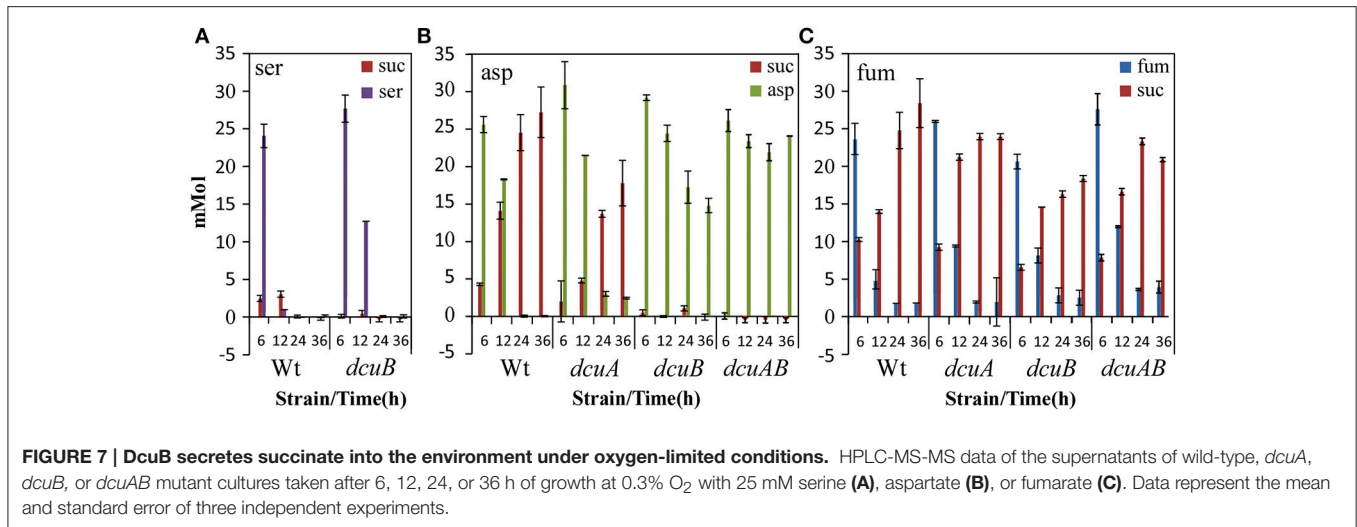 A
35
30
25
20
15
10
5
0
-5
mMol
ser
suc
ser
6 12 24 36 6 12 24 36
Wt dcuB
Strain/Time(h)
B
35
30
25
20
15
10
5
0
-5
asp
suc
asp
6 12 24 36 6 12 24 36 6 12 24 36 6 12 24 36
Wt dcuA dcuB dcuAB
Strain/Time(h)
C
35
30
25
20
15
10
5
0
-5
fum
fum
suc
6 12 24 36 6 12 24 36 6 12 24 36 6 12 24 36
Wt dcuA dcuB dcuAB
Strain/Time(h)
FIGURE 7 | DcuB secretes succinate into the environment under oxygen-limited conditions. HPLC-MS-MS data of the supernatants of wild-type, dcuA,
dcuB, or dcuAB mutant cultures taken after 6, 12, 24, or 36 h of growth at 0.3% O₂ with 25 mM serine (A), aspartate (B), or fumarate (C). Data represent the mean
and standard error of three independent experiments.